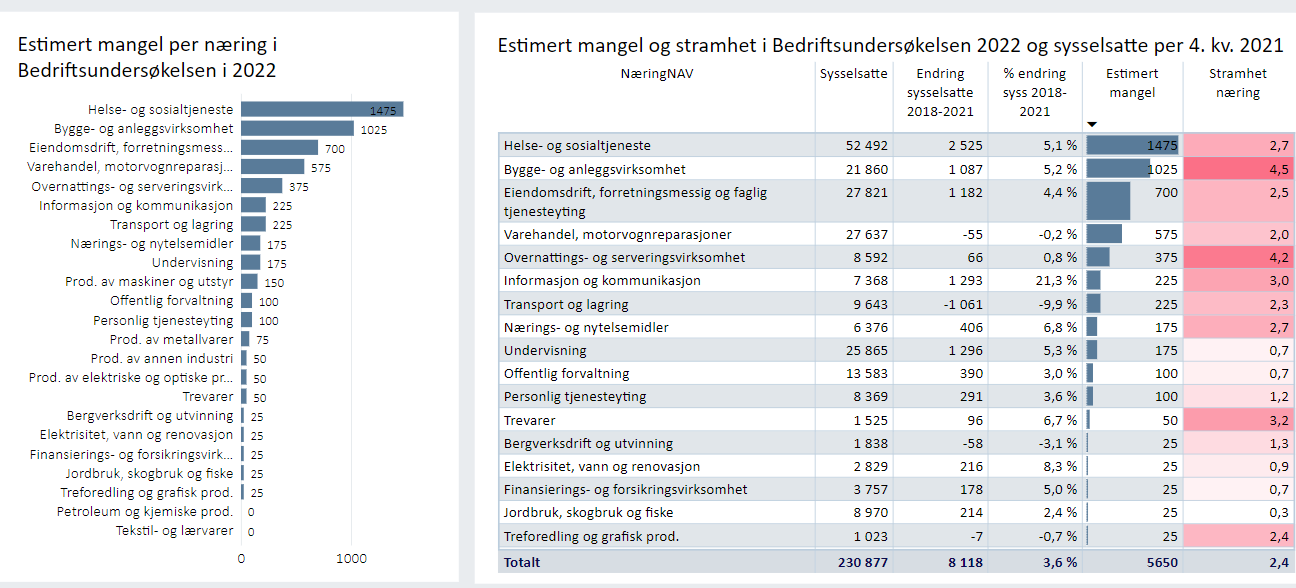 Estimert mangel per næring i
Bedriftsundersøkelsen i 2022
Helse- og sosialtjeneste 1475
Bygge- og anleggsvirksomhet 1025
Eiendomsdrift, forretningsmess... 700
Varehandel, motorvognreparasj... 575
Overnattings- og serveringsvirk... 375
Informasjon og kommunikasjon 225
Transport og lagring 225
Nærings- og nytelsemidler 175
Undervisning 175
Prod. av maskiner og utstyr 150
Offentlig forvaltning 100
Personlig tjenesteyting 100
Prod. av metallvarer 75
Prod. av annen industri 50
Prod. av elektriske og optiske pr... 50
Trevarer 50
Bergverksdrift og utvinning 25
Elektrisitet, vann og renovasjon 25
Finansierings- og forsikringsvirk... 25
Jordbruk, skogbruk og fiske 25
Treforedling og grafisk prod. 25
Petroleum og kjemiske prod. 0
Tekstil- og lærvarer 0
0 1000
Estimert mangel og stramhet i Bedriftsundersøkelsen 2022 og sysselsatte per 4. kv. 2021
NæringNAV Sysselsatte Endring % endring Estimert Stramhet
sysselsatte syss 2018- mangel næring
2018-2021 2021
Helse- og sosialtjeneste 52 492 2 525 5,1 % 1475 2,7
Bygge- og anleggsvirksomhet 21 860 1 087 5,2 % 1025 4,5
Eiendomsdrift, forretningsmessig og faglig 27 821 1 182 4,4 % 700 2,5
tjenesteyting
Varehandel, motorvognreparasjoner 27 637 -55 -0,2 % 575 2,0
Overnattings- og serveringsvirksomhet 8 592 66 0,8 % 375 4,2
Informasjon og kommunikasjon 7 368 1 293 21,3 % 225 3,0
Transport og lagring 9 643 -1 061 -9,9 % 225 2,3
Nærings- og nytelsemidler 6 376 406 6,8 % 175 2,7
Undervisning 25 865 1 296 5,3 % 175 0,7
Offentlig forvaltning 13 583 390 3,0 % 100 0,7
Personlig tjenesteyting 8 369 291 3,6 % 100 1,2
Trevarer 1 525 96 6,7 % 50 3,2
Bergverksdrift og utvinning 1 838 -58 -3,1 % 25 1,3
Elektrisitet, vann og renovasjon 2 829 216 8,3 % 25 0,9
Finansierings- og forsikringsvirksomhet 3 757 178 5,0 % 25 0,7
Jordbruk, skogbruk og fiske 8 970 214 2,4 % 25 0,3
Treforedling og grafisk prod. 1 023 -7 -0,7 % 25 2,4
Totalt 230 877 8 118 3,6 % 5650 2,4